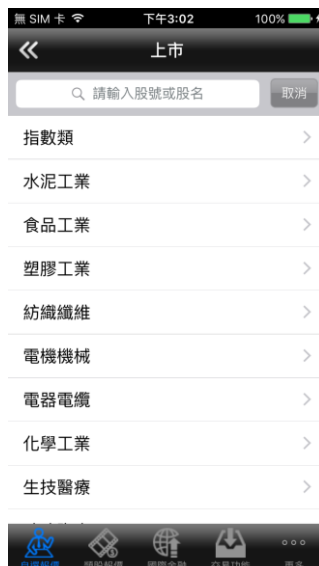 無 SIM 卡 下午3:02 100%
上市
請輸入股號或股名 取消
指數類
水泥工業
食品工業
塑膠工業
紡織纖維
電機機械
電器電纜
化學工業
生技醫療